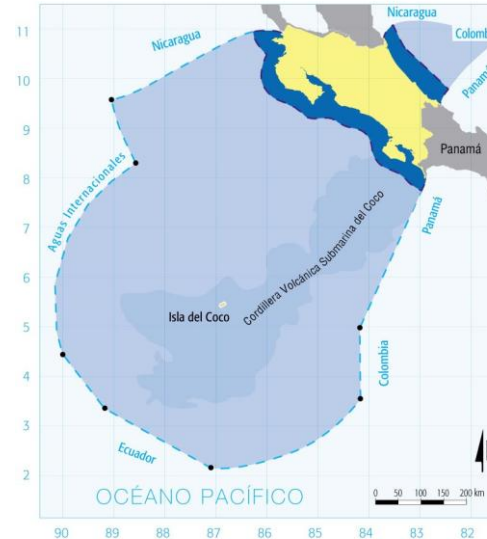 11
10
9
8
7
6
5
4
3
2
Nicaragua
Nicaragua
Colomb
Panamá
Panamá
Panamá
Aguas Internacionales
Cordillera Volcánica Submarina del Coco
Isla del Coco
Colombia
Ecuador
OCÉANO PACÍFICO
0 50 100 150 200 km
90 89 88 87 86 85 84 83 82